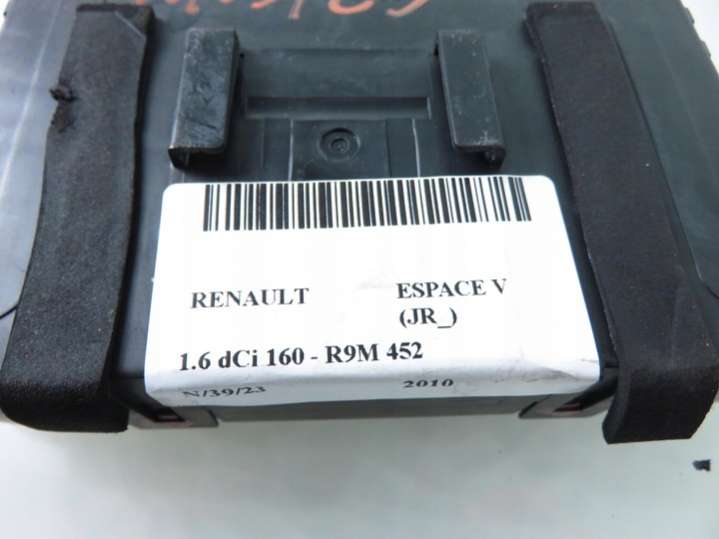 RENAULT ESPACE V
(JR_)
1.6 dCi 160 - R9M 452
N/39/23 2010